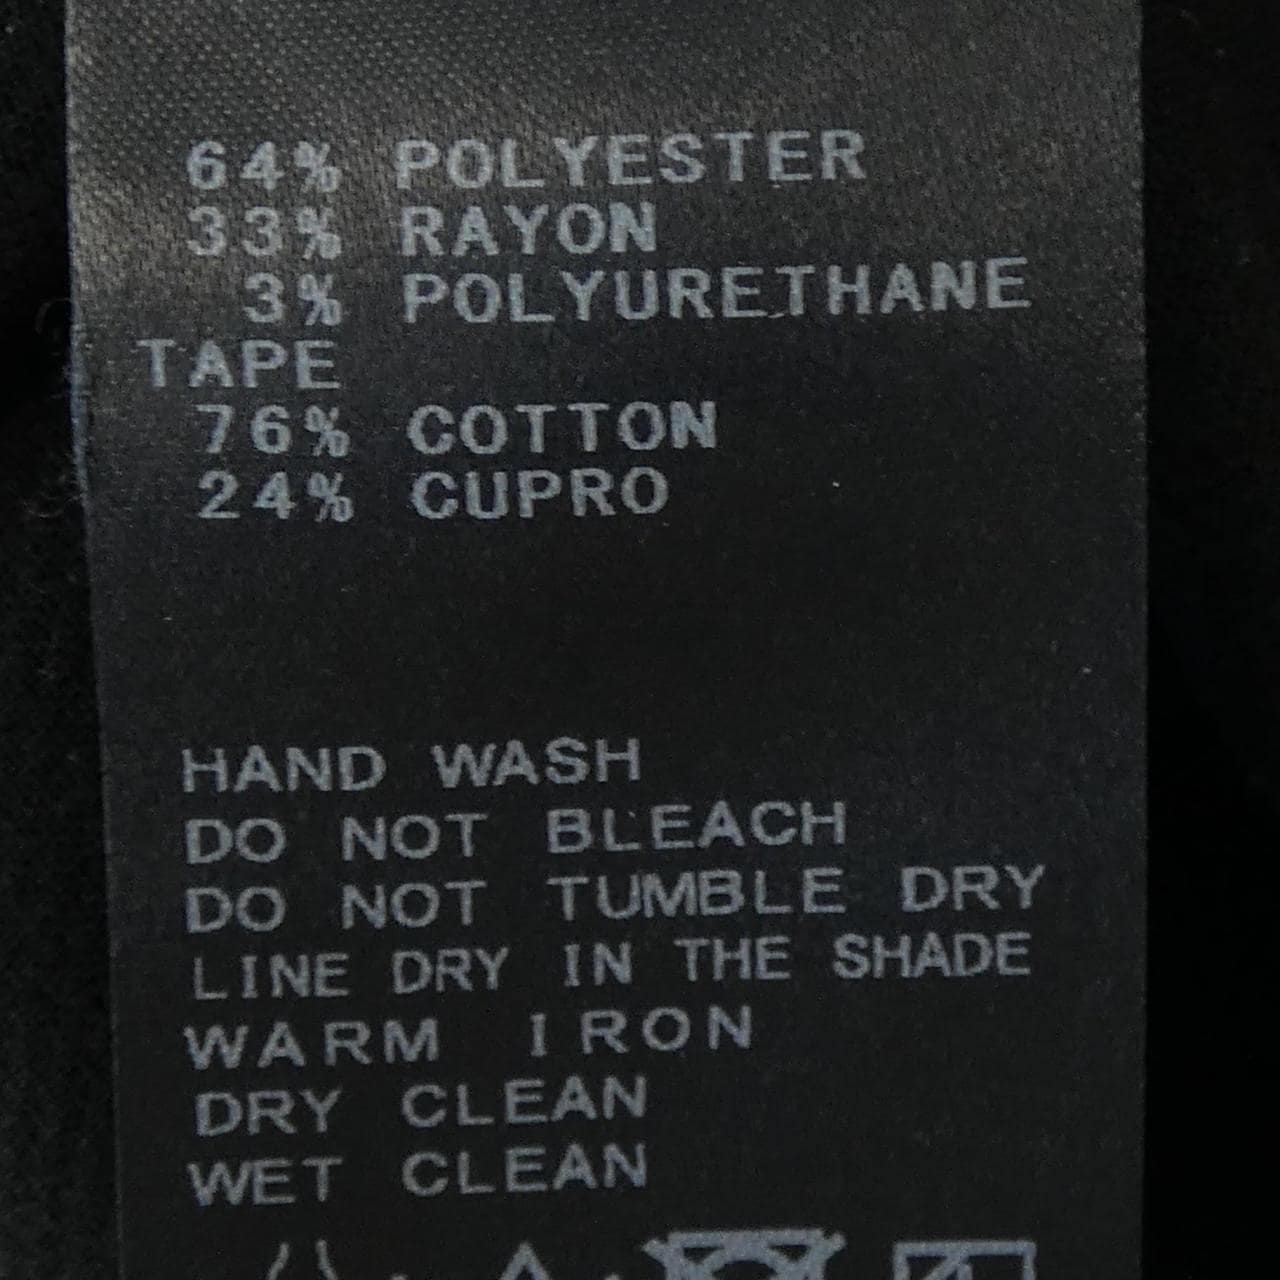 64% POLYESTER
33% RAYON
3% POLYURETHANE
TAPE
76% COTTON
24% CUPRO
HAND WASH
DO NOT BLEACH
DO NOT TUMBLE DRY
LINE DRY IN THE SHADE
WARM IRON
DRY CLEAN
WET CLEAN